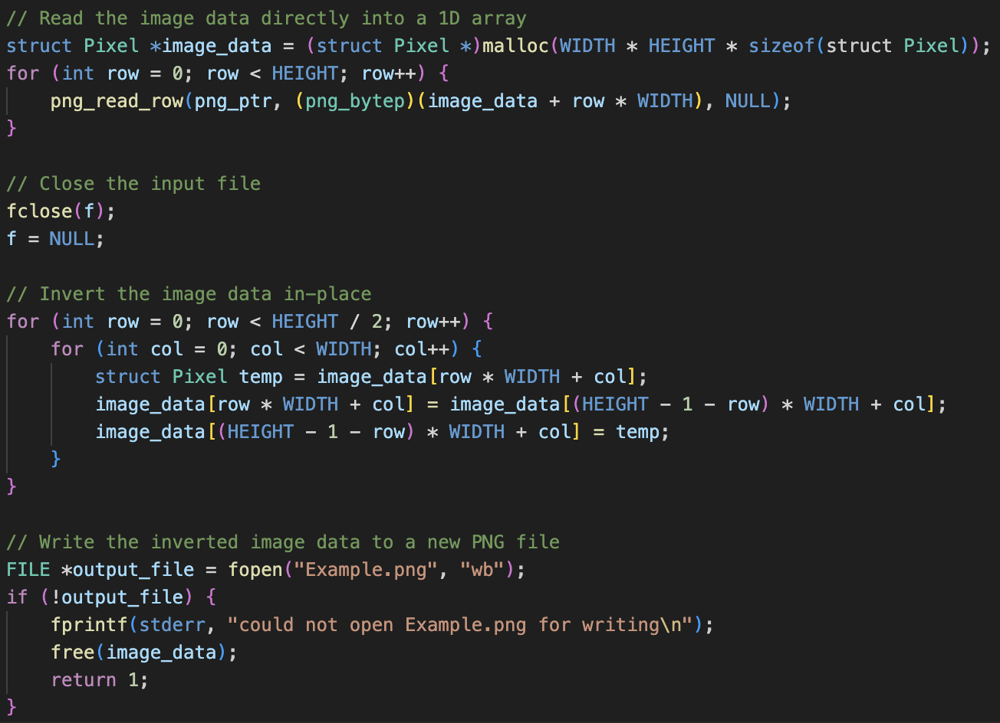 // Read the image data directly into a 1D array
struct Pixel *image_data = (struct Pixel *)malloc(WIDTH * HEIGHT * sizeof(struct Pixel));
for (int row = 0; row < HEIGHT; row++) {
    png_read_row(png_ptr, (png_bytep)(image_data + row * WIDTH), NULL);
}

// Close the input file
fclose(f);
f = NULL;

// Invert the image data in-place
for (int row = 0; row < HEIGHT / 2; row++) {
    for (int col = 0; col < WIDTH; col++) {
        struct Pixel temp = image_data[row * WIDTH + col];
        image_data[row * WIDTH + col] = image_data[(HEIGHT - 1 - row) * WIDTH + col];
        image_data[(HEIGHT - 1 - row) * WIDTH + col] = temp;
    }
}

// Write the inverted image data to a new PNG file
FILE *output_file = fopen("Example.png", "wb");
if (!output_file) {
    fprintf(stderr, "could not open Example.png for writing\n");
    free(image_data);
    return 1;
}